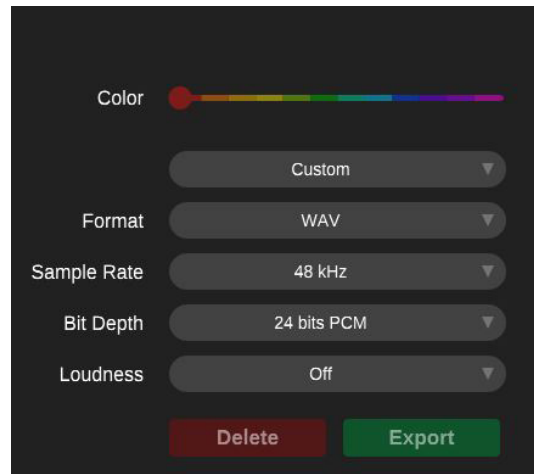 Color
Custom
Format WAV
Sample Rate 48 kHz
Bit Depth 24 bits PCM
Loudness Off
Delete Export